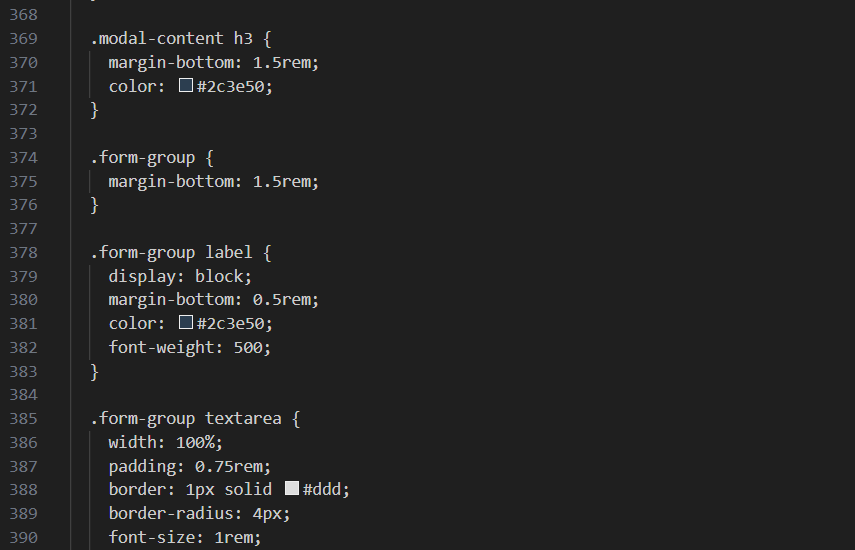 368
369 .modal-content h3 {
370 margin-bottom: 1.5rem;
371 color: #2c3e50;
372 }
373
374 .form-group {
375 margin-bottom: 1.5rem;
376 }
377
378 .form-group label {
379 display: block;
380 margin-bottom: 0.5rem;
381 color: #2c3e50;
382 font-weight: 500;
383 }
384
385 .form-group textarea {
386 width: 100%;
387 padding: 0.75rem;
388 border: 1px solid #ddd;
389 border-radius: 4px;
390 font-size: 1rem;